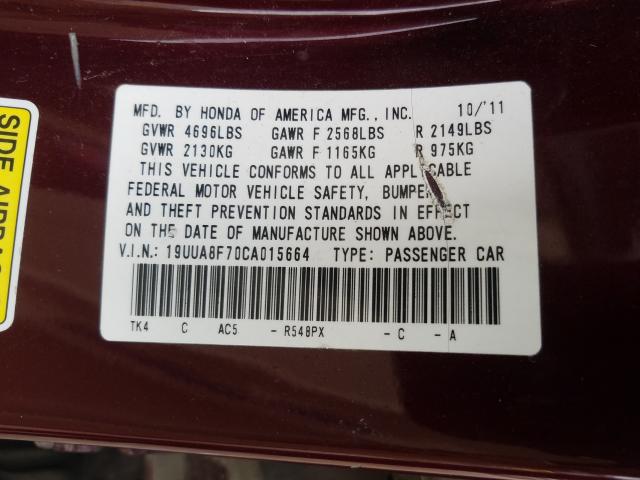 MFD. BY HONDA OF AMERICA MFG., INC. 10/'11
GVWR 4696LBS GAWR F 2568LBS R 2149LBS
GVWR 2130KG GAWR F 1165KG R 975KG
THIS VEHICLE CONFORMS TO ALL APPLICABLE
FEDERAL MOTOR VEHICLE SAFETY, BUMPER
AND THEFT PREVENTION STANDARDS IN EFFECT
ON THE DATE OF MANUFACTURE SHOWN ABOVE.
V.I.N.: 19UUA8F70CA015664 TYPE: PASSENGER CAR
TK4 C AC5 - R548PX - C - A
SIDE